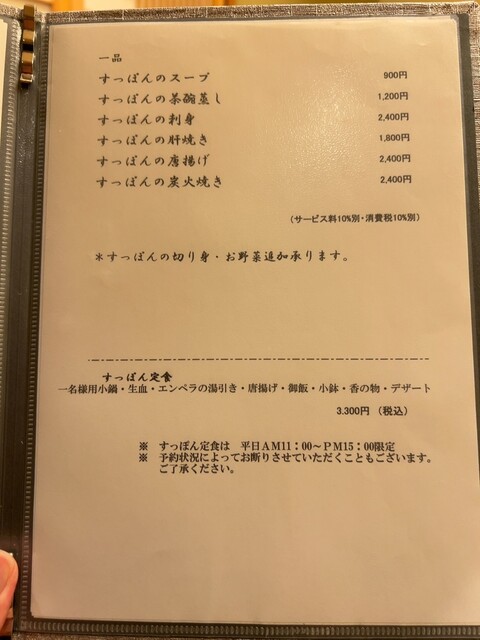 一品
すっぽんのスープ 900円
すっぽんの茶碗蒸し 1,200円
すっぽんの刺身 2,400円
すっぽんの肝焼き 1,800円
すっぽんの唐揚げ 2,400円
すっぽんの炭火焼き 2,400円
（サービス料10%別・消費税10%別）
＊すっぽんの切り身・お野菜追加承ります。
すっぽん定食
一名様用小鍋・生血・エンペラの湯引き・唐揚げ・御飯・小鉢・香の物・デザート
3.300円 （税込）
※ すっぽん定食は 平日ＡＭ11：00～ＰＭ15：00限定
※ 予約状況によってお断りさせていただくこともございます。
ご了承ください。